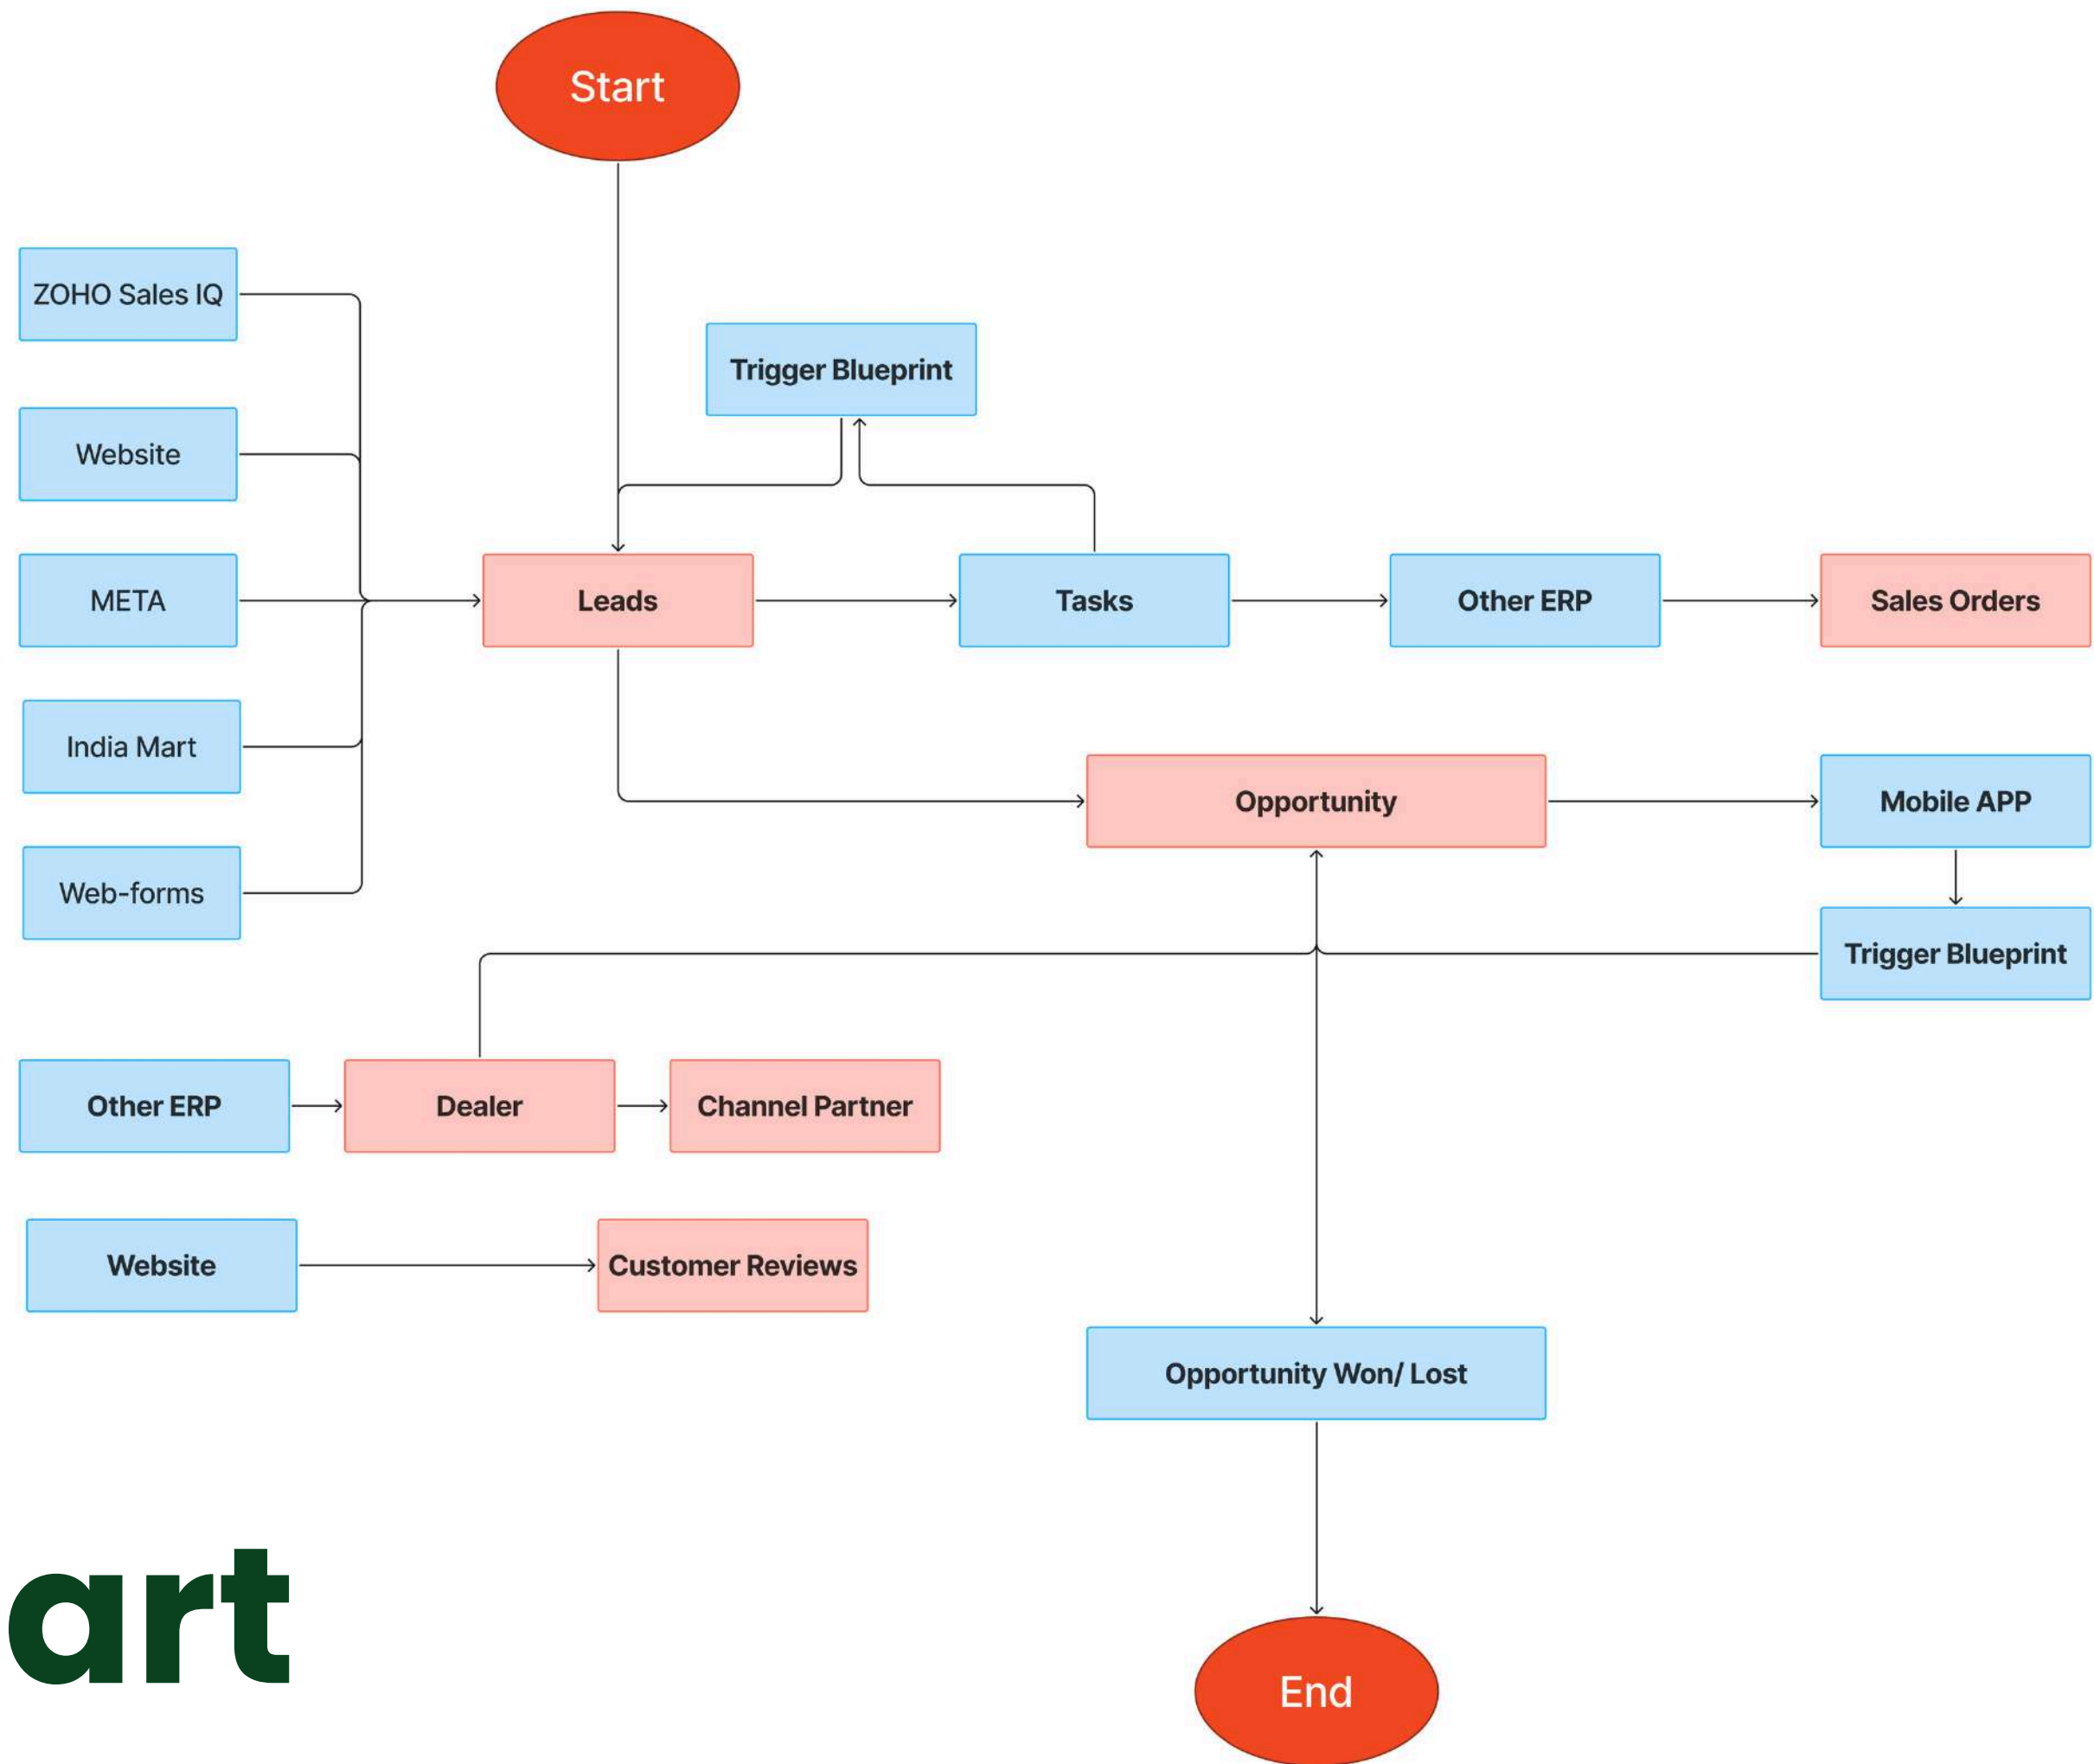 Start
ZOHO Sales IQ
Trigger Blueprint
Website
META
Leads
Tasks
Other ERP
Sales Orders
India Mart
Opportunity
Mobile APP
Web-forms
Trigger Blueprint
Other ERP
Dealer
Channel Partner
Website
Customer Reviews
Opportunity Won/ Lost
art
End